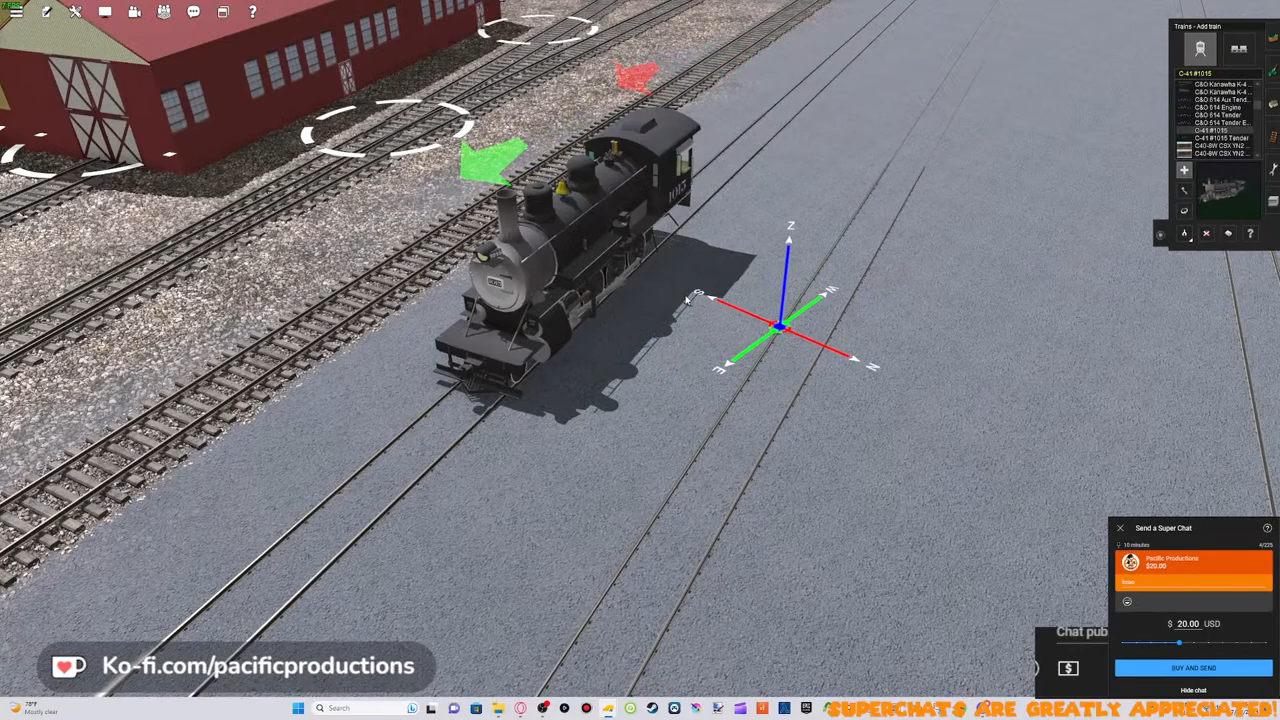 ?
Trains - Add train
C-41 #1015
C&O Kanawha K-4 ...
C&O Kanawha K-4 ...
C&O 614 Aux Tend...
C&O 614 Engine
C&O 614 Tender
C&O 614 Tender E...
C-41 #1015
C-41 #1015 Tender
C40-8W CSX YN2 ...
C40-8W CSX YN2 ...
?
1015
Z
S
W
E
N
Send a Super Chat
10 minutes
4/225
Pacific Productions
$20.00
$ 20.00 USD
Chat pub
BUY AND SEND
Hide chat
Ko-fi.com/pacificproductions
Mostly clear
Search
SUPERCHATS ARE GREATLY APPRECIATED!